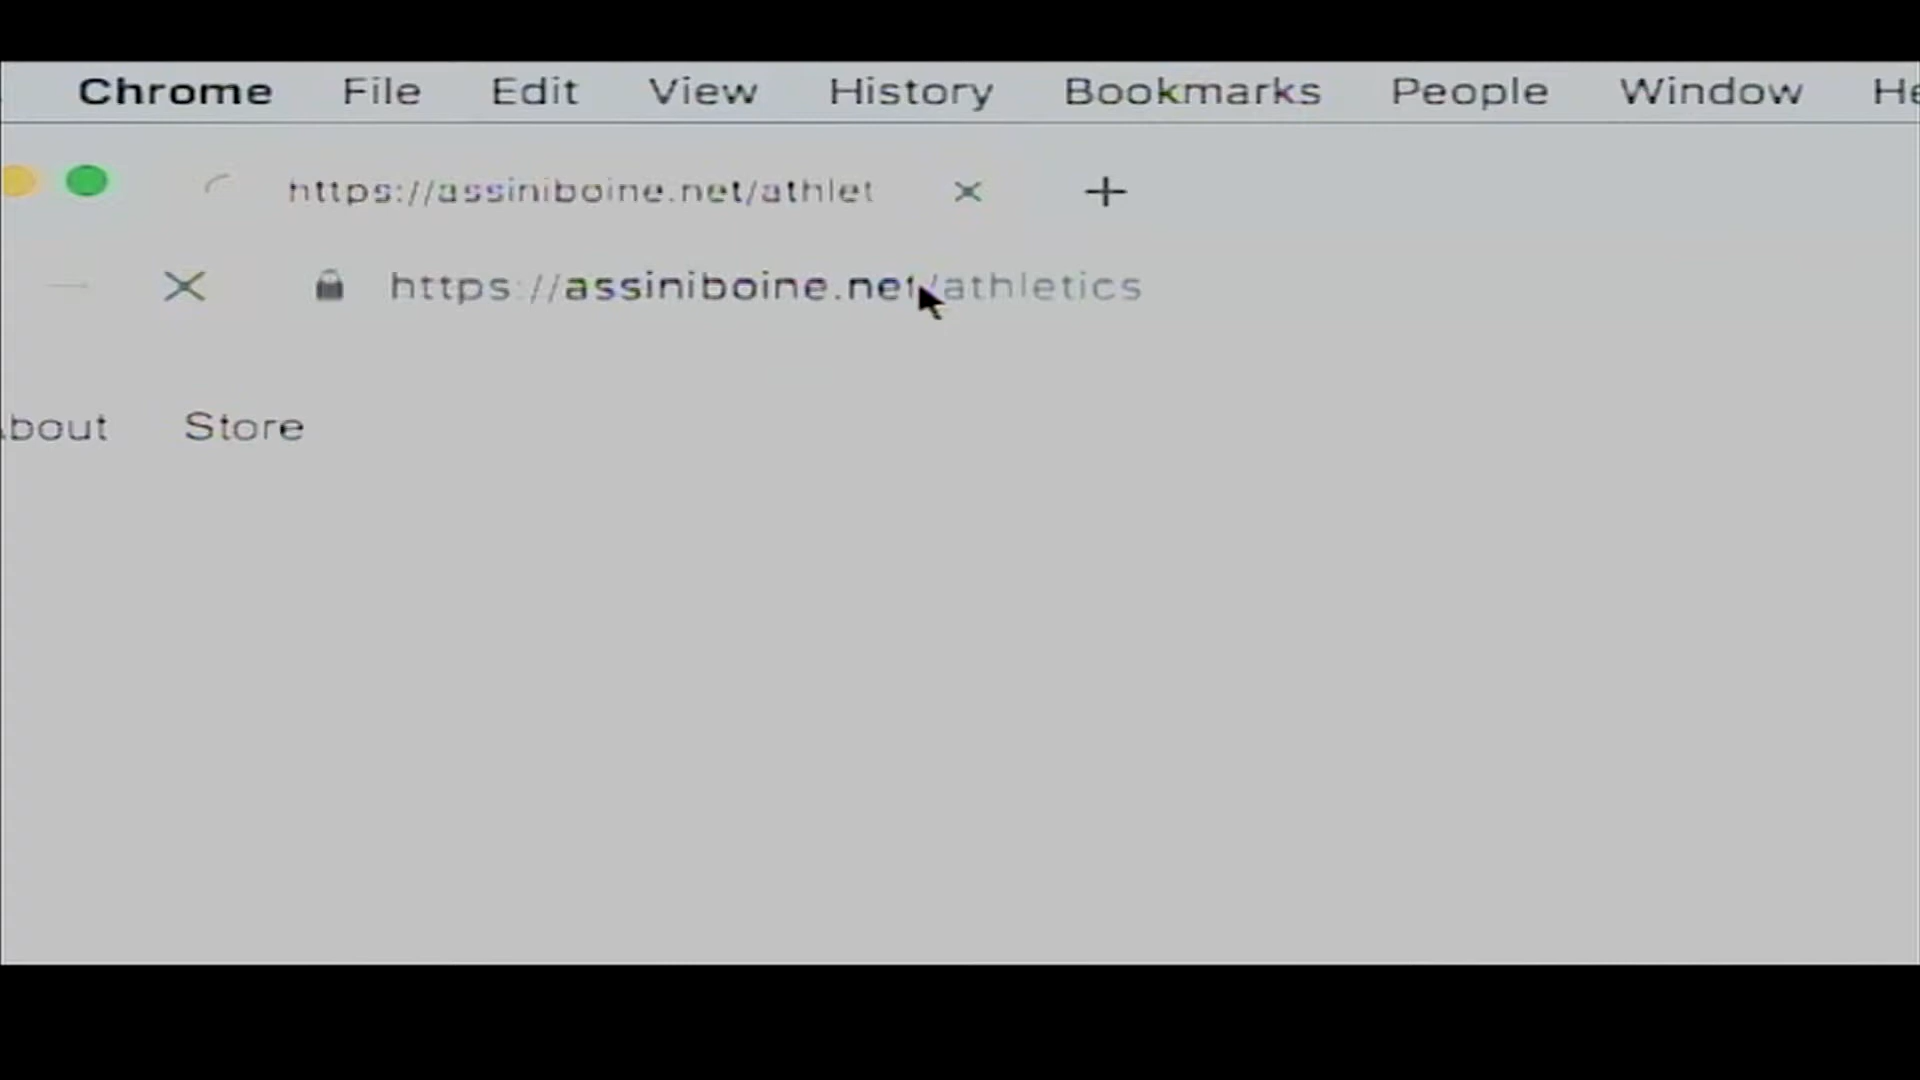 Chrome File Edit View History Bookmarks People Window
https://assiniboine.net/athlet
https://assiniboine.net/athletics
Store